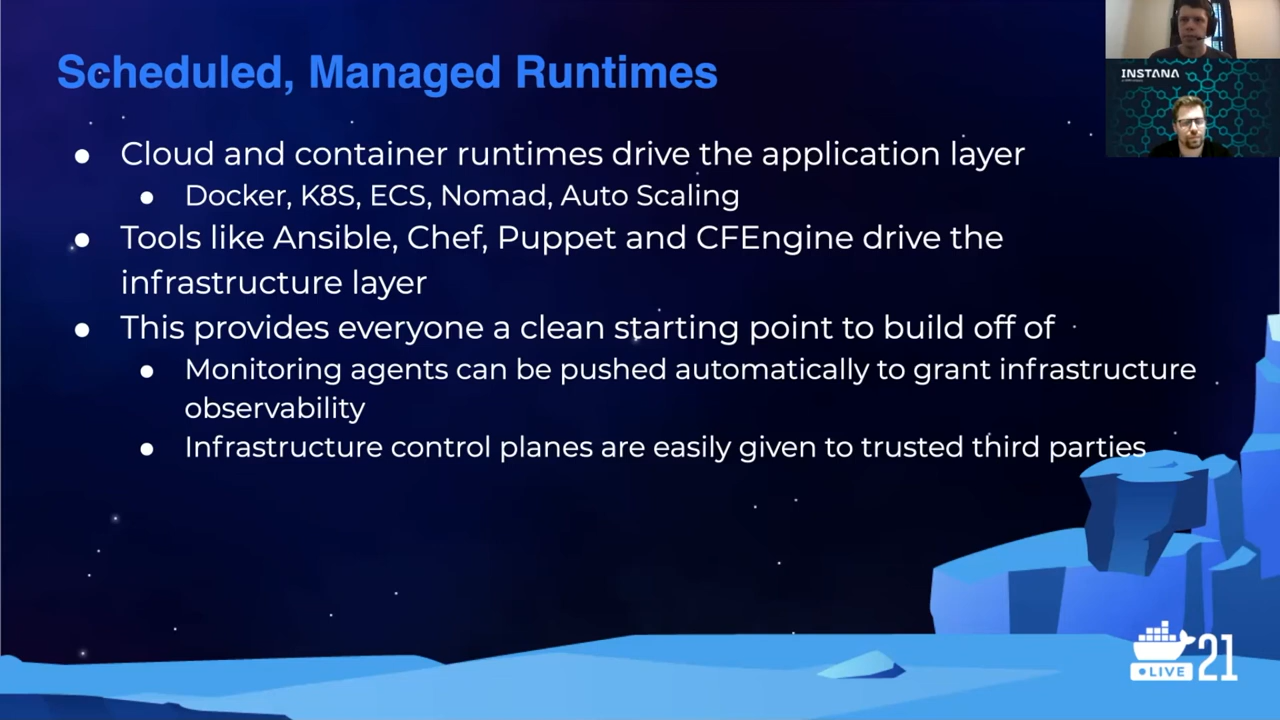 Scheduled, Managed Runtimes
INSTANA
● Cloud and container runtimes drive the application layer
● Docker, K8S, ECS, Nomad, Auto Scaling
● Tools like Ansible, Chef, Puppet and CFEngine drive the
infrastructure layer
● This provides everyone a clean starting point to build off of
● Monitoring agents can be pushed automatically to grant infrastructure
observability
● Infrastructure control planes are easily given to trusted third parties
LIVE 21